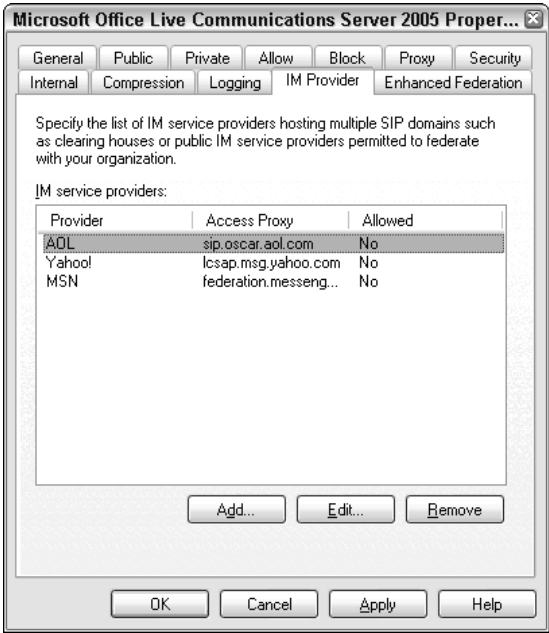 Microsoft Office Live Communications Server 2005 Proper...
General Public Private Allow Block Proxy Security
Internal Compression Logging IM Provider Enhanced Federation
Specify the list of IM service providers hosting multiple SIP domains such
as clearing houses or public IM service providers permitted to federate
with your organization.
IM service providers:
Provider Access Proxy Allowed
AOL sip.oscar.aol.com No
Yahoo! lcsap.msg.yahoo.com No
MSN federation.messeng... No
Add... Edit... Remove
OK Cancel Apply Help